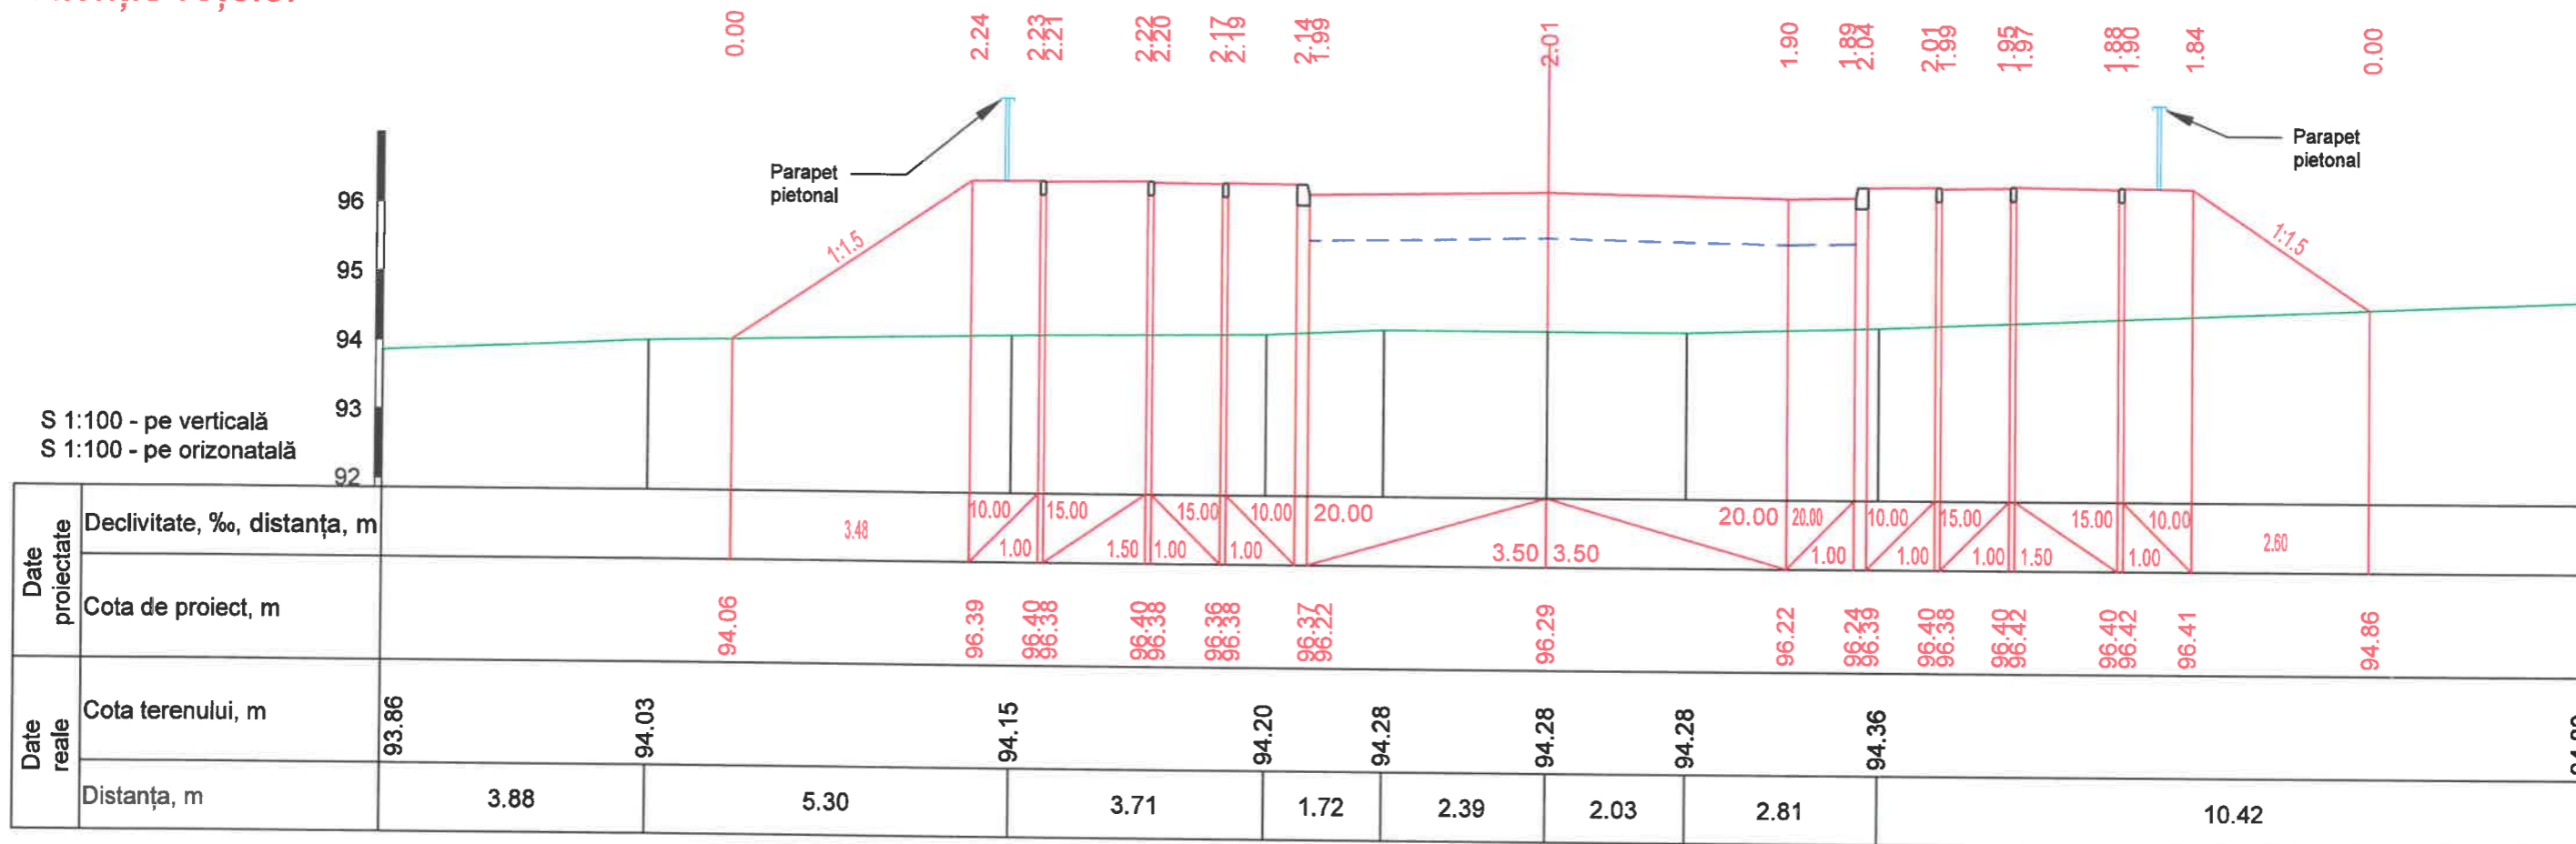 0.00 2.24 2.23 2.21 2.22 2.20 2.17 2.19 2.14 1.99 2.01 1.90 1.89 2.04 2.01 1.99 1.95 1.97 1.88 1.90 1.84 0.00
Parapet
pietonal
Parapet
pietonal
1:1.5
1:1.5
96
95
94
93
92
S 1:100 - pe verticală
S 1:100 - pe orizonatală
Date
proiectate
Declivitate, ‰, distanța, m
10.00 15.00 15.00 10.00 20.00 20.00 20.00 10.00 15.00 15.00 10.00
3.48 1.00 1.50 1.00 1.00 3.50 3.50 1.00 1.00 1.00 1.50 1.00 2.60
Cota de proiect, m
94.06 96.39 96.40 96.38 96.40 96.38 96.36 96.38 96.37 96.22 96.29 96.22 96.24 96.39 96.40 96.38 96.40 96.42 96.40 96.42 96.41 94.86
Date
reale
Cota terenului, m
93.86 94.03 94.15 94.20 94.28 94.28 94.28 94.36
Distanța, m
3.88 5.30 3.71 1.72 2.39 2.03 2.81 10.42